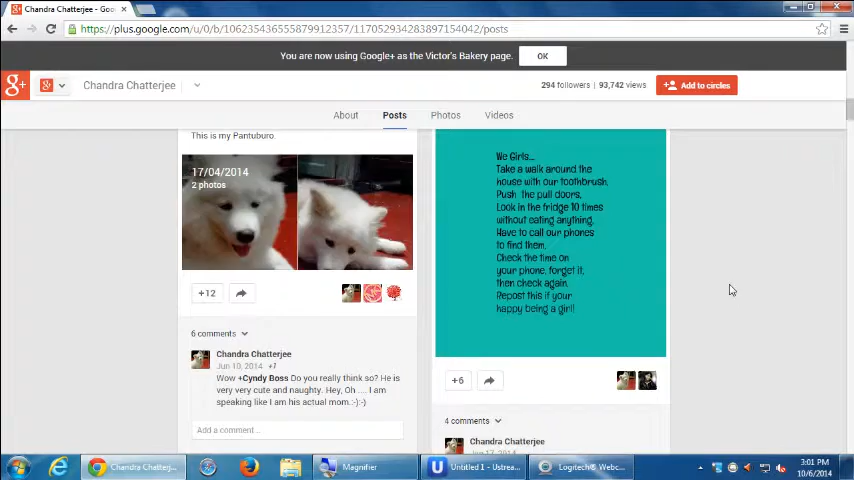 Chandra Chatterjee - Goo
https://plus.google.com/u/0/b/106235436555879912357/117052934283897154042/posts
You are now using Google+ as the Victor's Bakery page.
OK
g+
Chandra Chatterjee
294 followers | 93,742 views
Add to circles
About
Posts
Photos
Videos
This is my Pantuburo.
17/04/2014
2 photos
+12
6 comments
Chandra Chatterjee
Jun 10, 2014 +1
Wow +Cyndy Boss Do you really think so? He is
very very cute and naughty. Hey, Oh .... I am
speaking like I am his actual mom.:-):-)
Add a comment...
We Girls...
Take a walk around the
house with our toothbrush,
Push the pull doors,
Look in the fridge 10 times
without eating anything.
Have to call our phones
to find them.
Check the time on
your phone, forget it,
then check again.
Repost this if your
happy being a girl!
+6
4 comments
Chandra Chatterjee
Chandra Chatterj...
Magnifier
Untitled 1 - Ustrea...
Logitech® Webc...
3:01 PM
10/6/2014